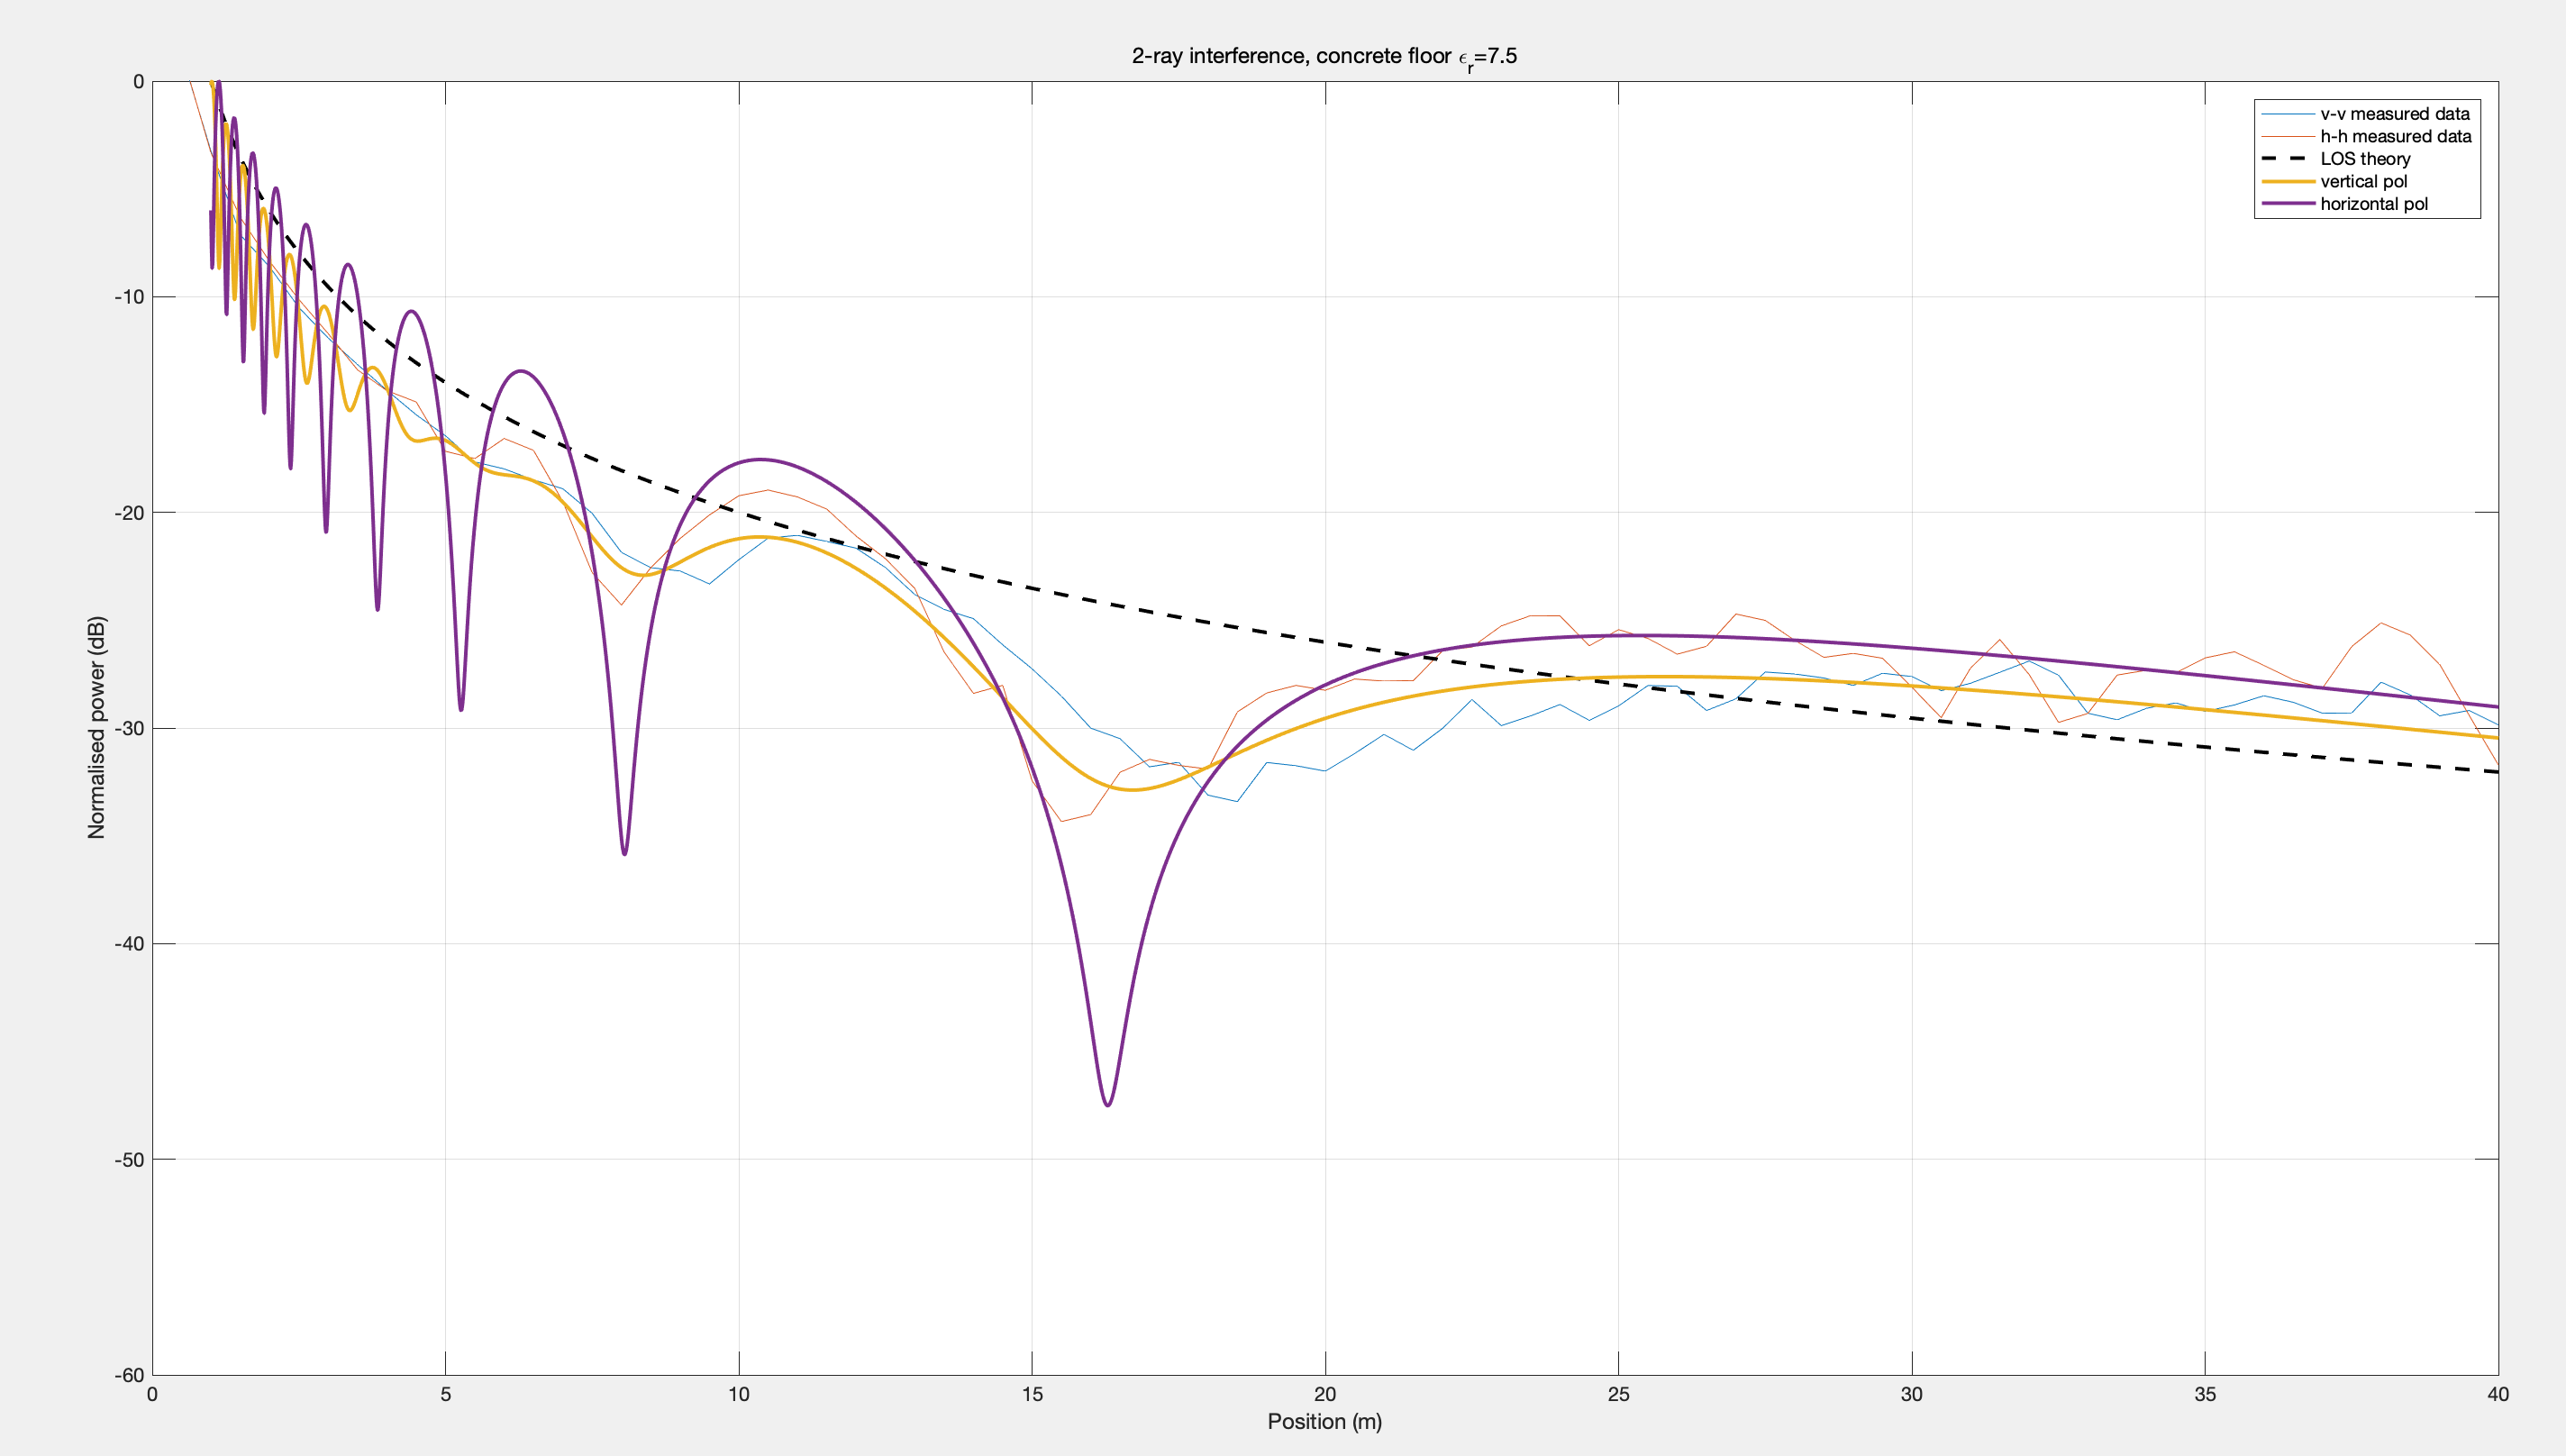 2-ray interference, concrete floor ϵr=7.5
v-v measured data
h-h measured data
LOS theory
vertical pol
horizontal pol
Normalised power (dB)
0
-10
-20
-30
-40
-50
-60
0 5 10 15 20 25 30 35 40
Position (m)